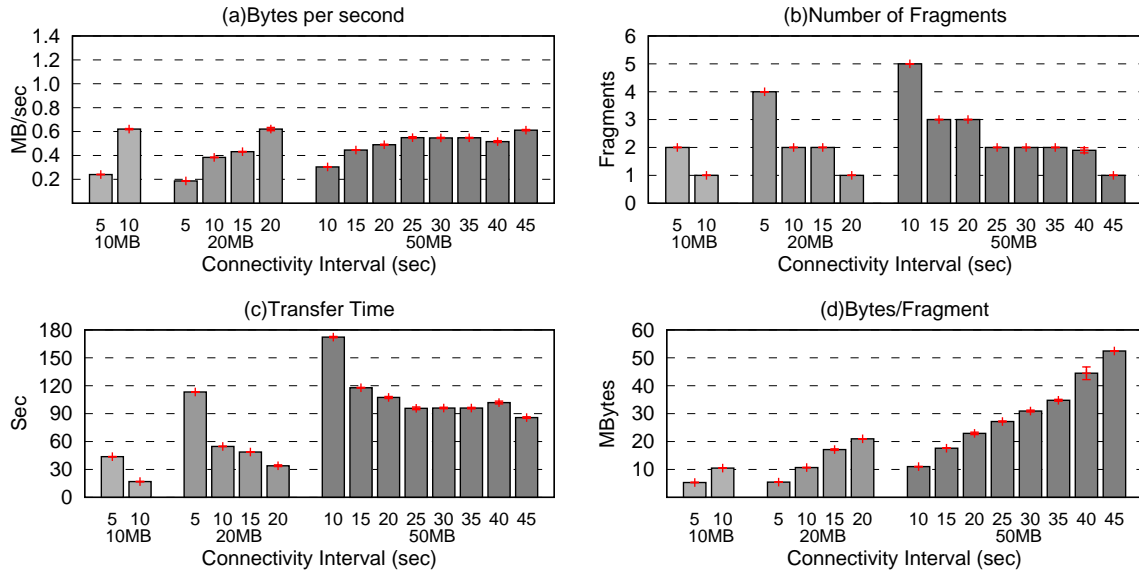 (a)Bytes per second
MB/sec
1.4
1.2
1.0
0.8
0.6
0.4
0.2
5 10 5 10 15 20 10 15 20 25 30 35 40 45
10MB 20MB 50MB
Connectivity Interval (sec)
(b)Number of Fragments
Fragments
6
5
4
3
2
1
0
5 10 5 10 15 20 10 15 20 25 30 35 40 45
10MB 20MB 50MB
Connectivity Interval (sec)
(c)Transfer Time
Sec
180
150
120
90
60
30
0
5 10 5 10 15 20 10 15 20 25 30 35 40 45
10MB 20MB 50MB
Connectivity Interval (sec)
(d)Bytes/Fragment
MBytes
60
50
40
30
20
10
5 10 5 10 15 20 10 15 20 25 30 35 40 45
10MB 20MB 50MB
Connectivity Interval (sec)